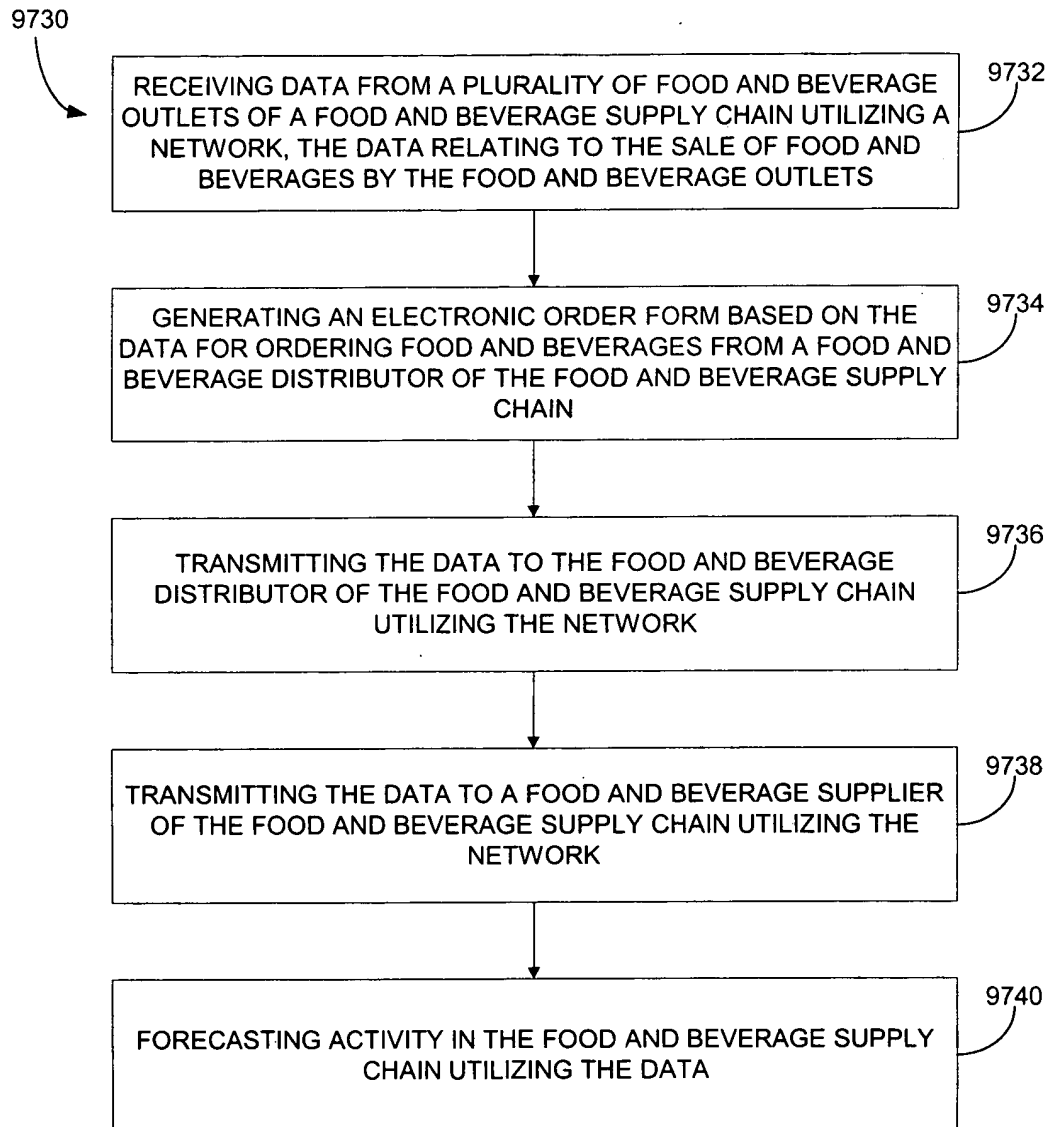 9730
9732
RECEIVING DATA FROM A PLURALITY OF FOOD AND BEVERAGE
OUTLETS OF A FOOD AND BEVERAGE SUPPLY CHAIN UTILIZING A
NETWORK, THE DATA RELATING TO THE SALE OF FOOD AND
BEVERAGES BY THE FOOD AND BEVERAGE OUTLETS
9734
GENERATING AN ELECTRONIC ORDER FORM BASED ON THE
DATA FOR ORDERING FOOD AND BEVERAGES FROM A FOOD AND
BEVERAGE DISTRIBUTOR OF THE FOOD AND BEVERAGE SUPPLY
CHAIN
9736
TRANSMITTING THE DATA TO THE FOOD AND BEVERAGE
DISTRIBUTOR OF THE FOOD AND BEVERAGE SUPPLY CHAIN
UTILIZING THE NETWORK
9738
TRANSMITTING THE DATA TO A FOOD AND BEVERAGE SUPPLIER
OF THE FOOD AND BEVERAGE SUPPLY CHAIN UTILIZING THE
NETWORK
9740
FORECASTING ACTIVITY IN THE FOOD AND BEVERAGE SUPPLY
CHAIN UTILIZING THE DATA